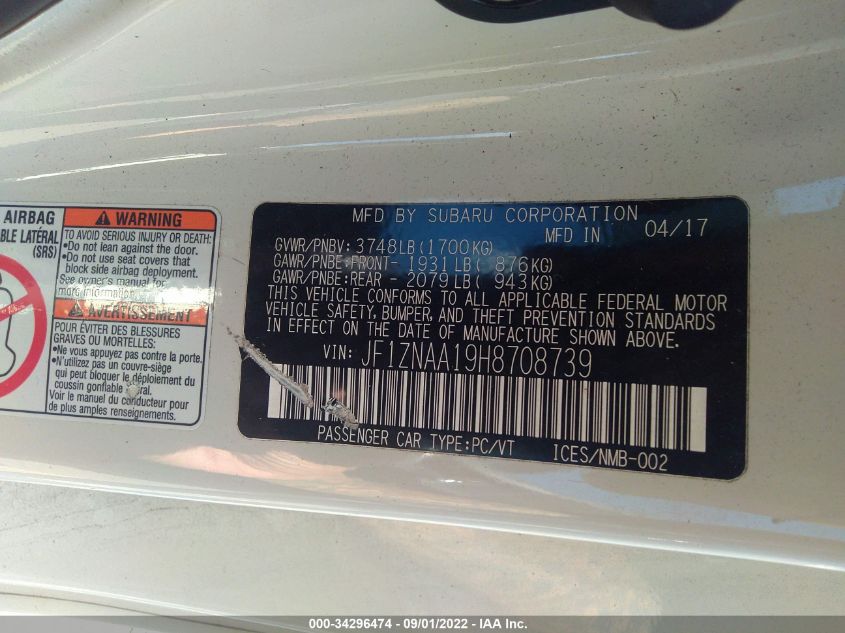 AIRBAG
BLE LATÉRAL
(SRS)
WARNING
TO AVOID SERIOUS INJURY OR DEATH:
•Do not lean against the door.
•Do not use seat covers that
block side airbag deployment.
See owner's manual for
more information.
AVERTISSEMENT
POUR ÉVITER DES BLESSURES
GRAVES OU MORTELLES:
•Ne vous appuyez pas contre la porte.
•N'utilisez pas un couvre-siège
qui peut bloquer le déploiement du
coussin gonflable latéral.
Voir le manuel du conducteur pour
de plus amples informations.
MFD BY SUBARU CORPORATION
MFD IN 04/17
GVWR/PNBV: 3748LB(1700KG)
GAWR/PNBE:FRONT- 1931LB( 876KG)
GAWR/PNBE:REAR - 2079LB( 943KG)
THIS VEHICLE CONFORMS TO ALL APPLICABLE FEDERAL MOTOR
VEHICLE SAFETY, BUMPER, AND THEFT PREVENTION STANDARDS
IN EFFECT ON THE DATE OF MANUFACTURE SHOWN ABOVE.
VIN: JF1ZNAA19H8708739
PASSENGER CAR TYPE:PC/VT ICES/NMB-002
000-34296474 - 09/01/2022 - IAA Inc.